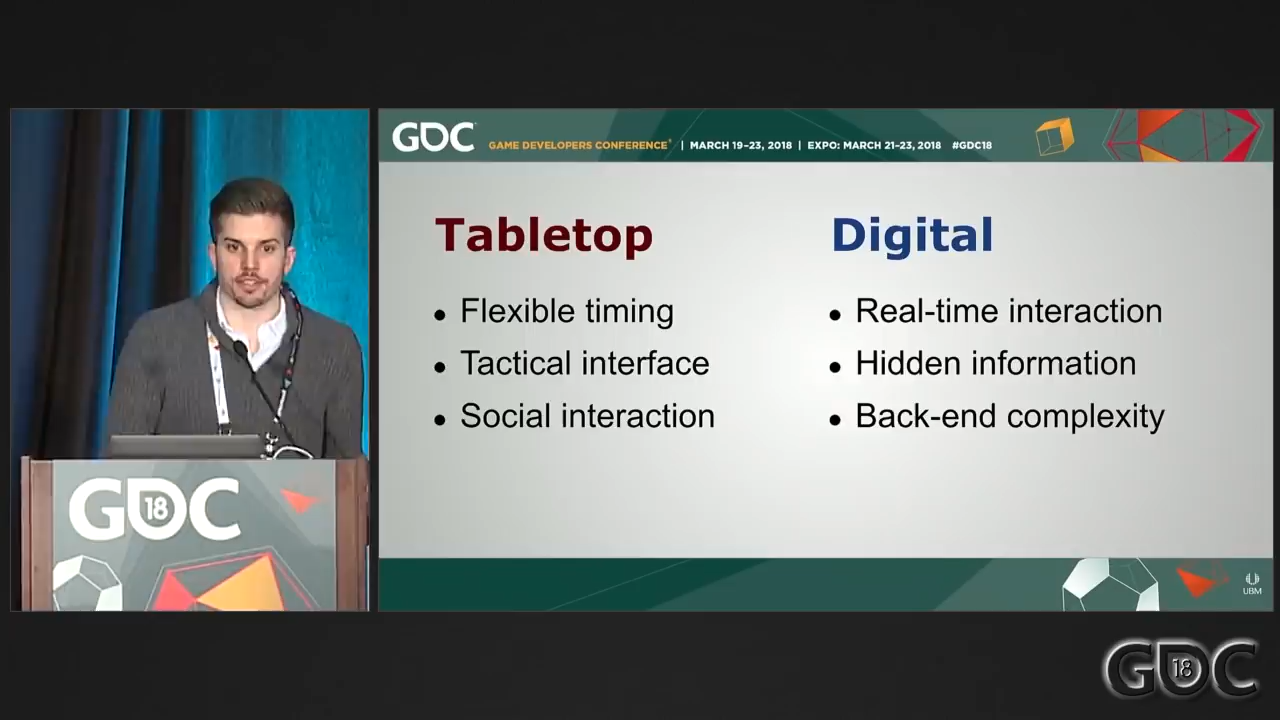 GDC
GAME DEVELOPERS CONFERENCE® | MARCH 19–23, 2018 | EXPO: MARCH 21–23, 2018 #GDC18
Tabletop
• Flexible timing
• Tactical interface
• Social interaction
Digital
• Real-time interaction
• Hidden information
• Back-end complexity
GDC 18
UBM
GDC 18